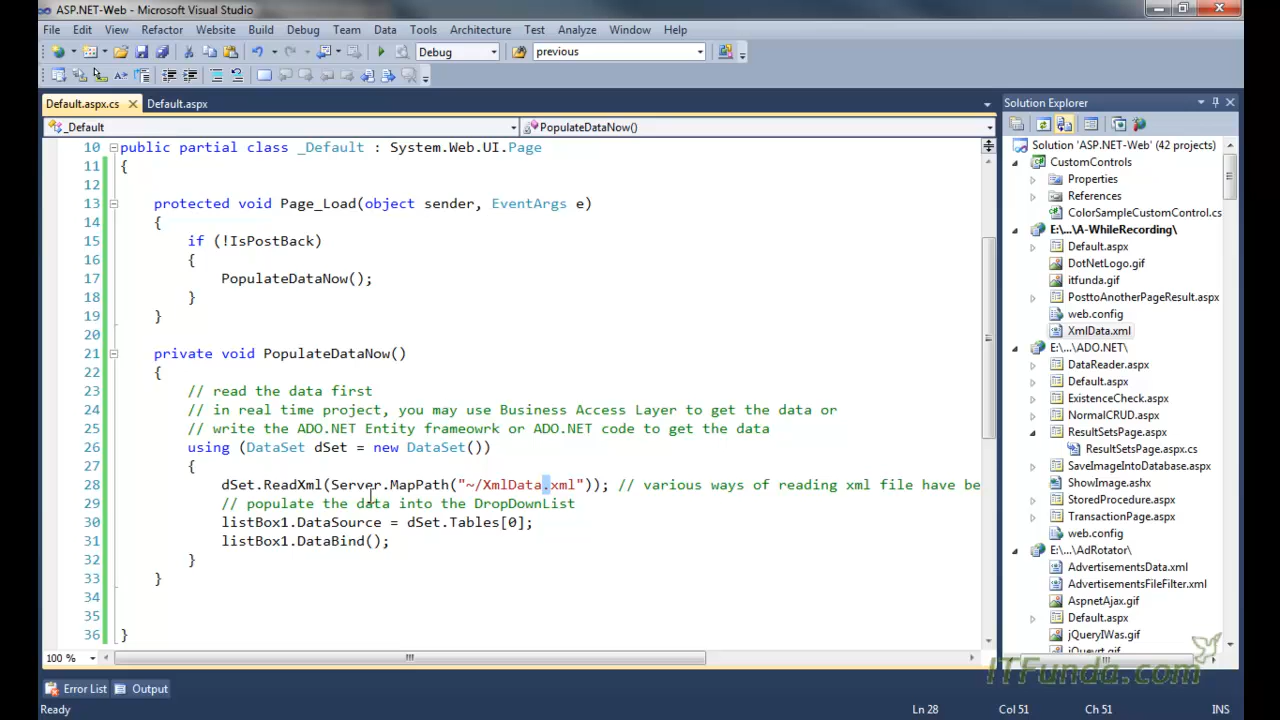 ASP.NET-Web - Microsoft Visual Studio
File Edit View Refactor Website Build Debug Team Data Tools Architecture Test Analyze Window Help
Debug previous
Default.aspx.cs Default.aspx
_Default PopulateDataNow()
10 public partial class _Default : System.Web.UI.Page
11 {
12
13 protected void Page_Load(object sender, EventArgs e)
14 {
15 if (!IsPostBack)
16 {
17 PopulateDataNow();
18 }
19 }
20
21 private void PopulateDataNow()
22 {
23 // read the data first
24 // in real time project, you may use Business Access Layer to get the data or
25 // write the ADO.NET Entity frameowrk or ADO.NET code to get the data
26 using (DataSet dSet = new DataSet())
27 {
28 dSet.ReadXml(Server.MapPath("~/XmlData.xml")); // various ways of reading xml file have be
29 // populate the data into the DropDownList
30 listBox1.DataSource = dSet.Tables[0];
31 listBox1.DataBind();
32 }
33 }
34
35
36 }
100 %
Error List Output
Ready Ln 28 Col 51 Ch 51 INS
Solution Explorer
Solution 'ASP.NET-Web' (42 projects)
CustomControls
Properties
References
ColorSampleCustomControl.cs
E:\...\A-WhileRecording\
Default.aspx
DotNetLogo.gif
itfunda.gif
PosttoAnotherPageResult.aspx
web.config
XmlData.xml
E:\...\ADO.NET\
DataReader.aspx
Default.aspx
ExistenceCheck.aspx
NormalCRUD.aspx
ResultSetsPage.aspx
ResultSetsPage.aspx.cs
SaveImageIntoDatabase.aspx
ShowImage.ashx
StoredProcedure.aspx
TransactionPage.aspx
web.config
E:\...\AdRotator\
AdvertisementsData.xml
AdvertisementsFileFilter.xml
AspnetAjax.gif
Default.aspx
jQueryIWas.gif
jQueyrt.gif
ITFunda.com